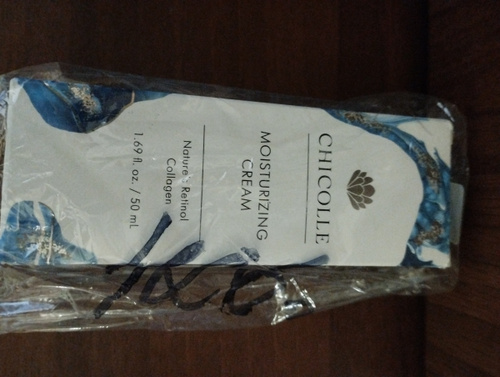 CHICOLLE
MOISTURIZING
CREAM
Nature : Retinol
Collagen
1.69 fl. oz. / 50 mL